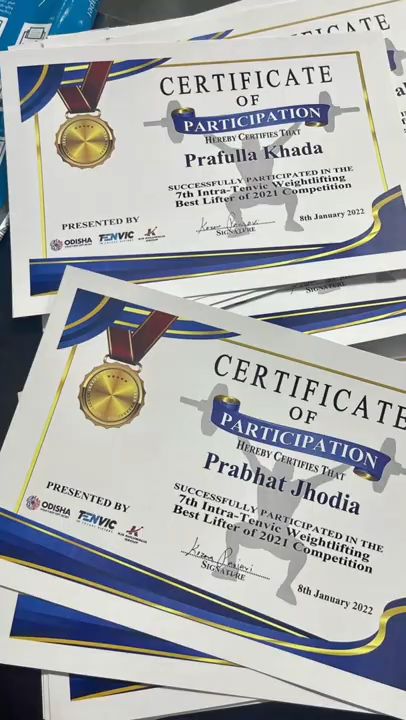 CERTIFICATE
OF
PARTICIPATION
HEREBY CERTIFIES THAT
Prafulla Khada
SUCCESSFULLY PARTICIPATED IN THE
7th Intra-Tenvic Weightlifting
Best Lifter of 2021 Competition
PRESENTED BY
ODISHA
TENVIC
SIGNATURE
8th January 2022
SIGNATURE
CERTIFICATE
OF
PARTICIPATION
HEREBY CERTIFIES THAT
Prabhat Jhodia
SUCCESSFULLY PARTICIPATED IN THE
7th Intra-Tenvic Weightlifting
Best Lifter of 2021 Competition
PRESENTED BY
ODISHA
TENVIC
SIGNATURE
8th January 2022